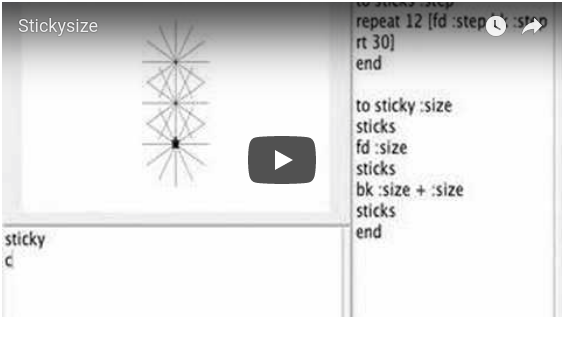 Stickysize
to sticks :step
repeat 12 [fd :step bk :step
rt 30]
end
to sticky :size
sticks
fd :size
sticks
bk :size + :size
sticks
end
sticky
c